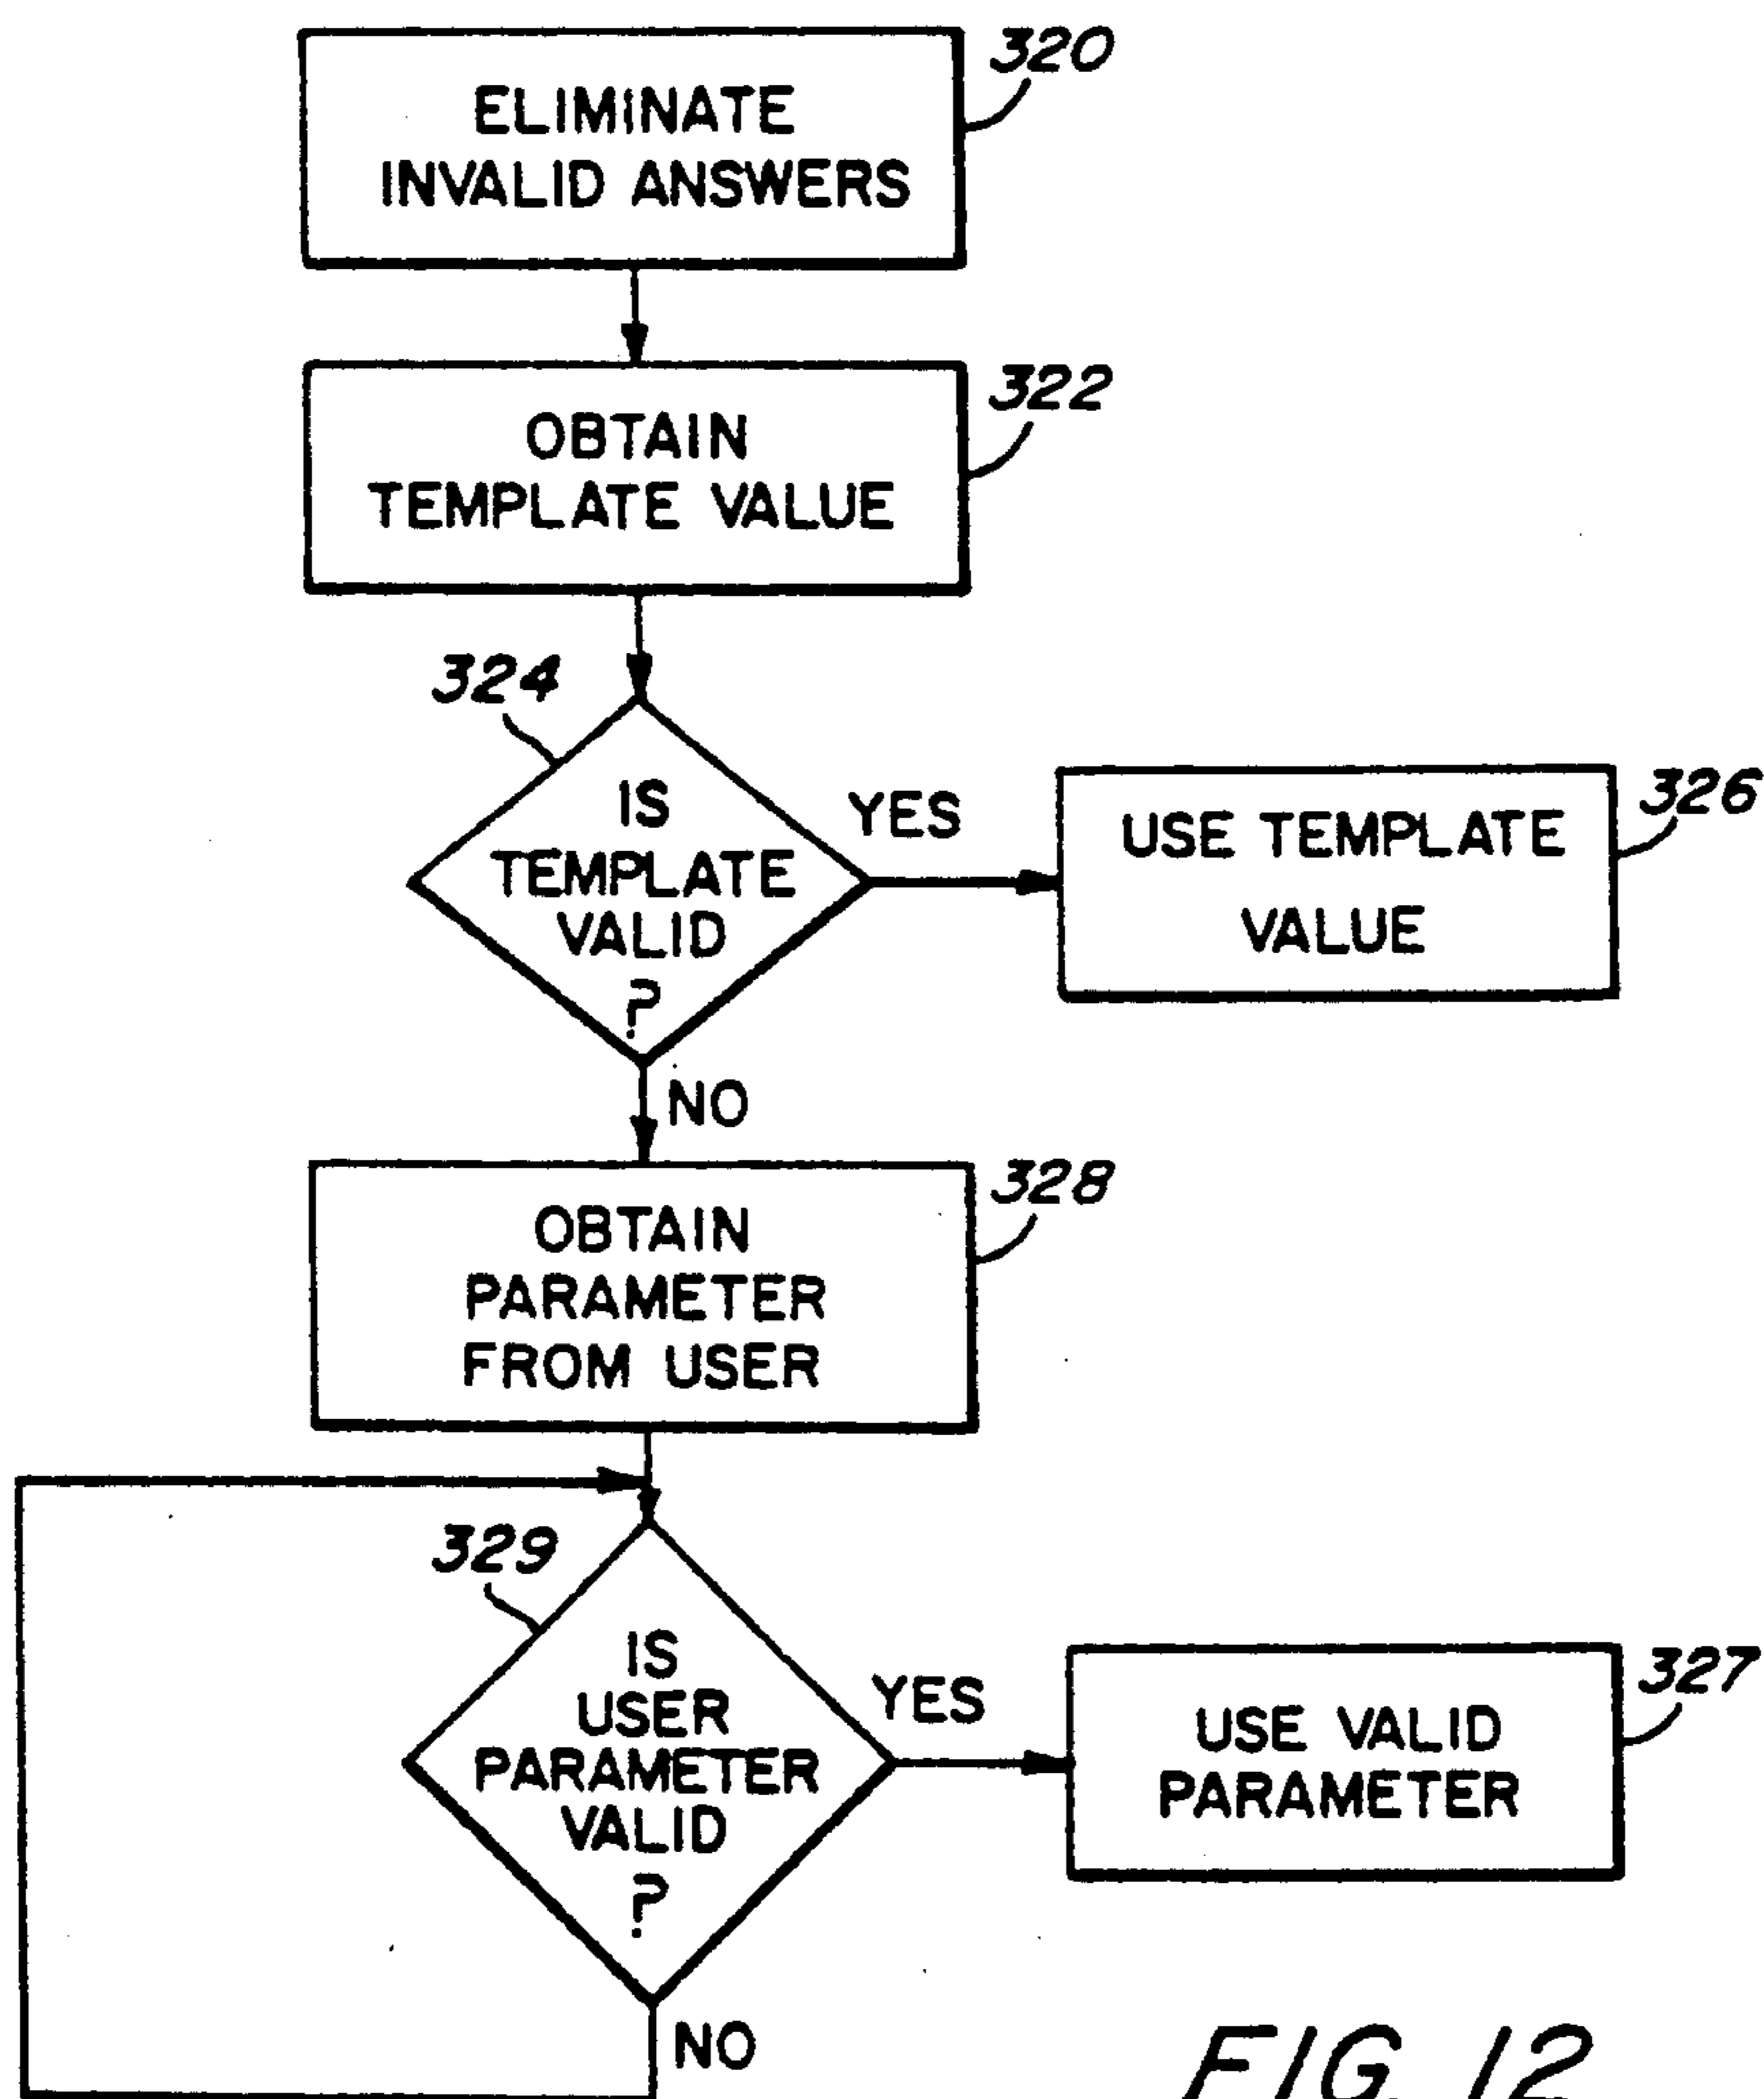 320
ELIMINATE
INVALID ANSWERS
322
OBTAIN
TEMPLATE VALUE
324
IS
TEMPLATE
VALID
?
YES
326
USE TEMPLATE
VALUE
NO
328
OBTAIN
PARAMETER
FROM USER
329
IS
USER
PARAMETER
VALID
?
YES
327
USE VALID
PARAMETER
NO
FIG 12